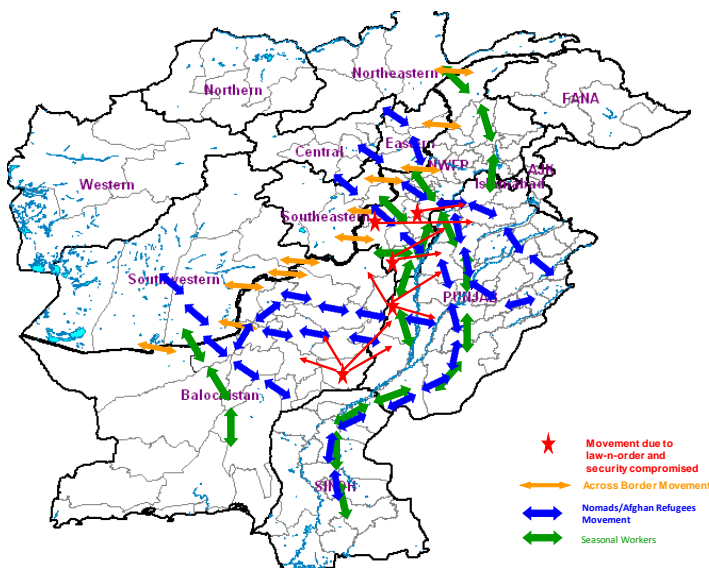 Northeastern
Northern
FANA
Eastern
Central
NWFP
AJK
Islamabad
Western
Southeastern
Southwestern
PUNJAB
Balochistan
SINDH
Movement due to
law-n-order and
security compromised
Across Border Movement
Nomads/Afghan Refugees
Movement
Seasonal Workers